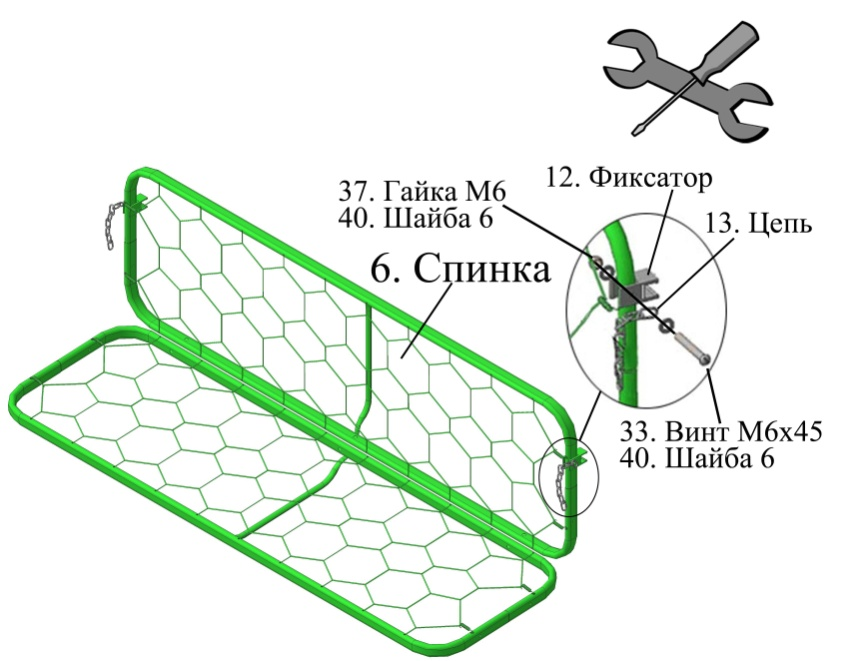 12. Фиксатор
37. Гайка М6
40. Шайба 6
13. Цепь
6. Спинка
33. Винт М6х45
40. Шайба 6